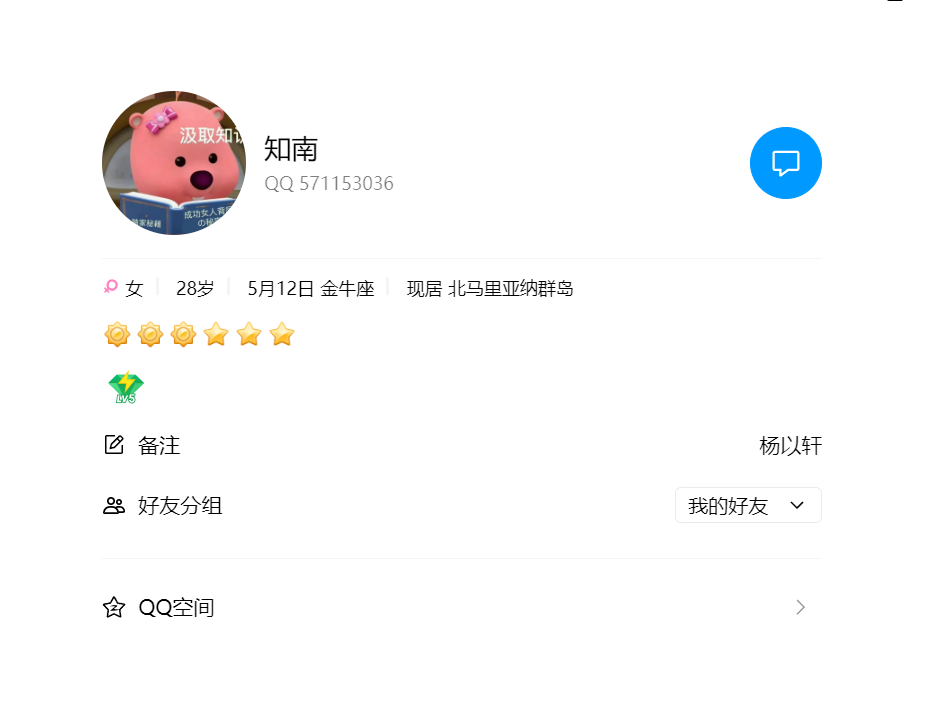 汲取知识
成功女人背后
の秘
独家秘籍
知南
QQ 571153036
女 28岁 5月12日 金牛座 现居 北马里亚纳群岛
LV5
备注 杨以轩
好友分组 我的好友
QQ空间